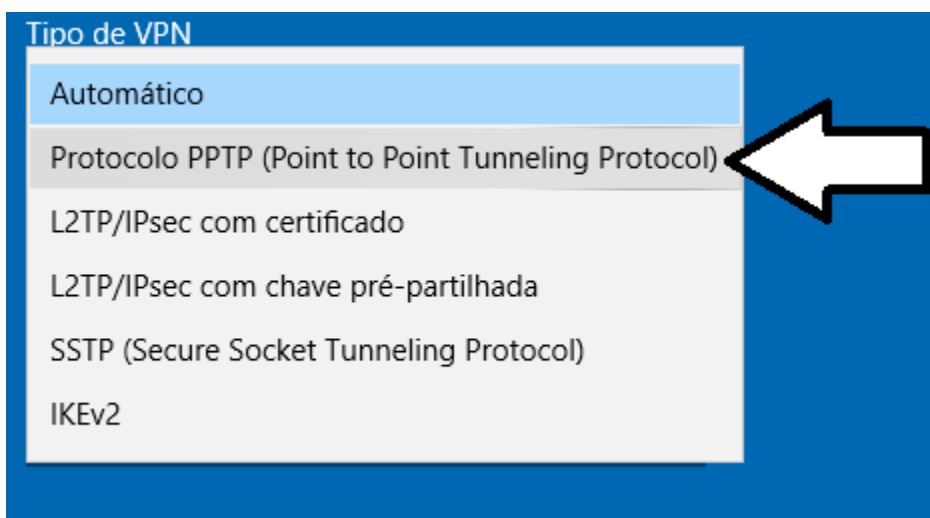 Tipo de VPN
Automático
Protocolo PPTP (Point to Point Tunneling Protocol)
L2TP/IPsec com certificado
L2TP/IPsec com chave pré-partilhada
SSTP (Secure Socket Tunneling Protocol)
IKEv2